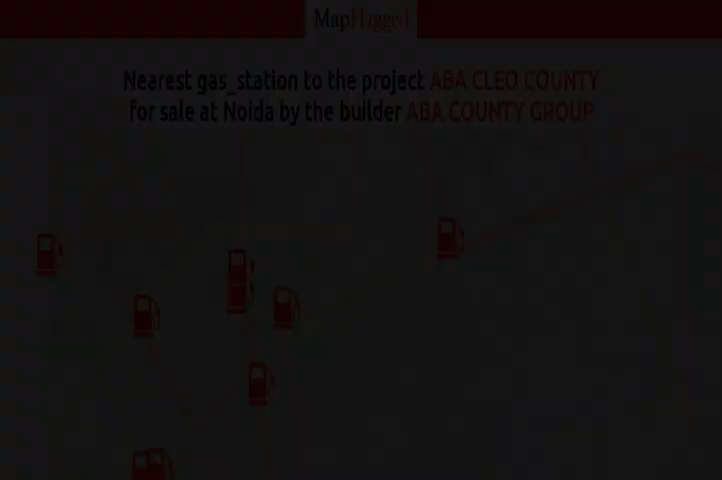 MapFlagged
Nearest gas_station to the project ABA CLEO COUNTY
for sale at Noida by the builder ABA COUNTY GROUP